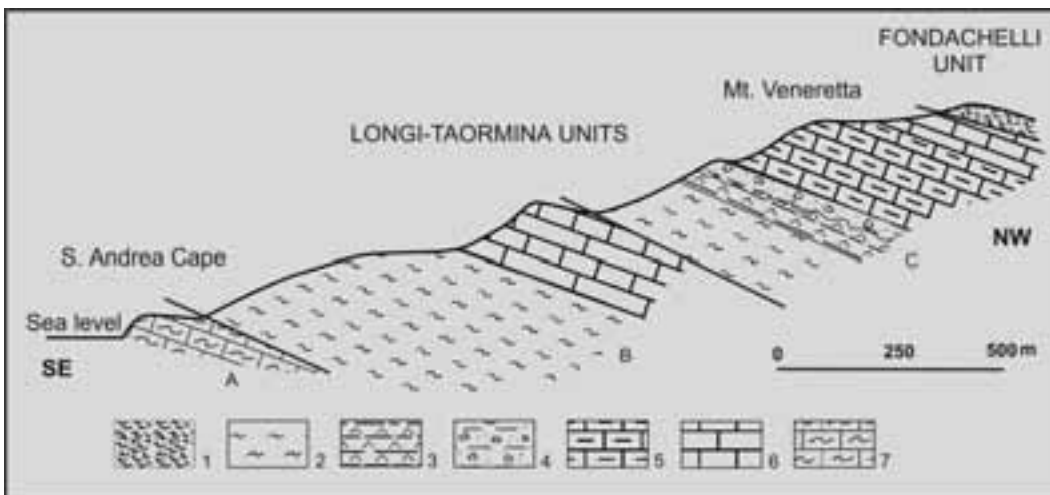 FONDACHELLI
UNIT
Mt. Veneretta
LONGI-TAORMINA UNITS
S. Andrea Cape
NW
C
Sea level
SE
A
B
0 250 500 m
1 2 3 4 5 6 7